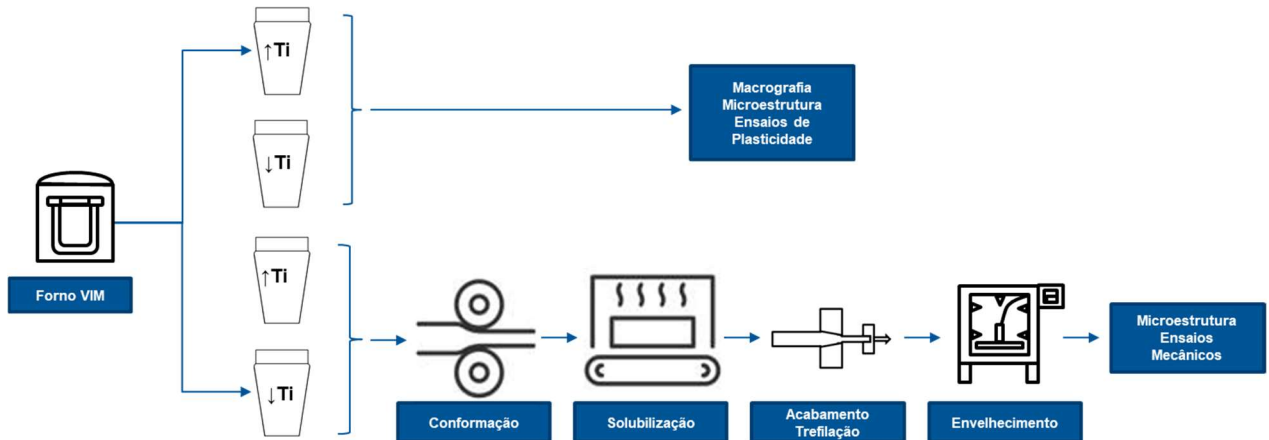 ↑Ti
↓Ti
Macrografia
Microestrutura
Ensaios de
Plasticidade
Forno VIM
↑Ti
↓Ti
Conformação
Solubilização
Acabamento
Trefilação
Envelhecimento
Microestrutura
Ensaios
Mecânicos